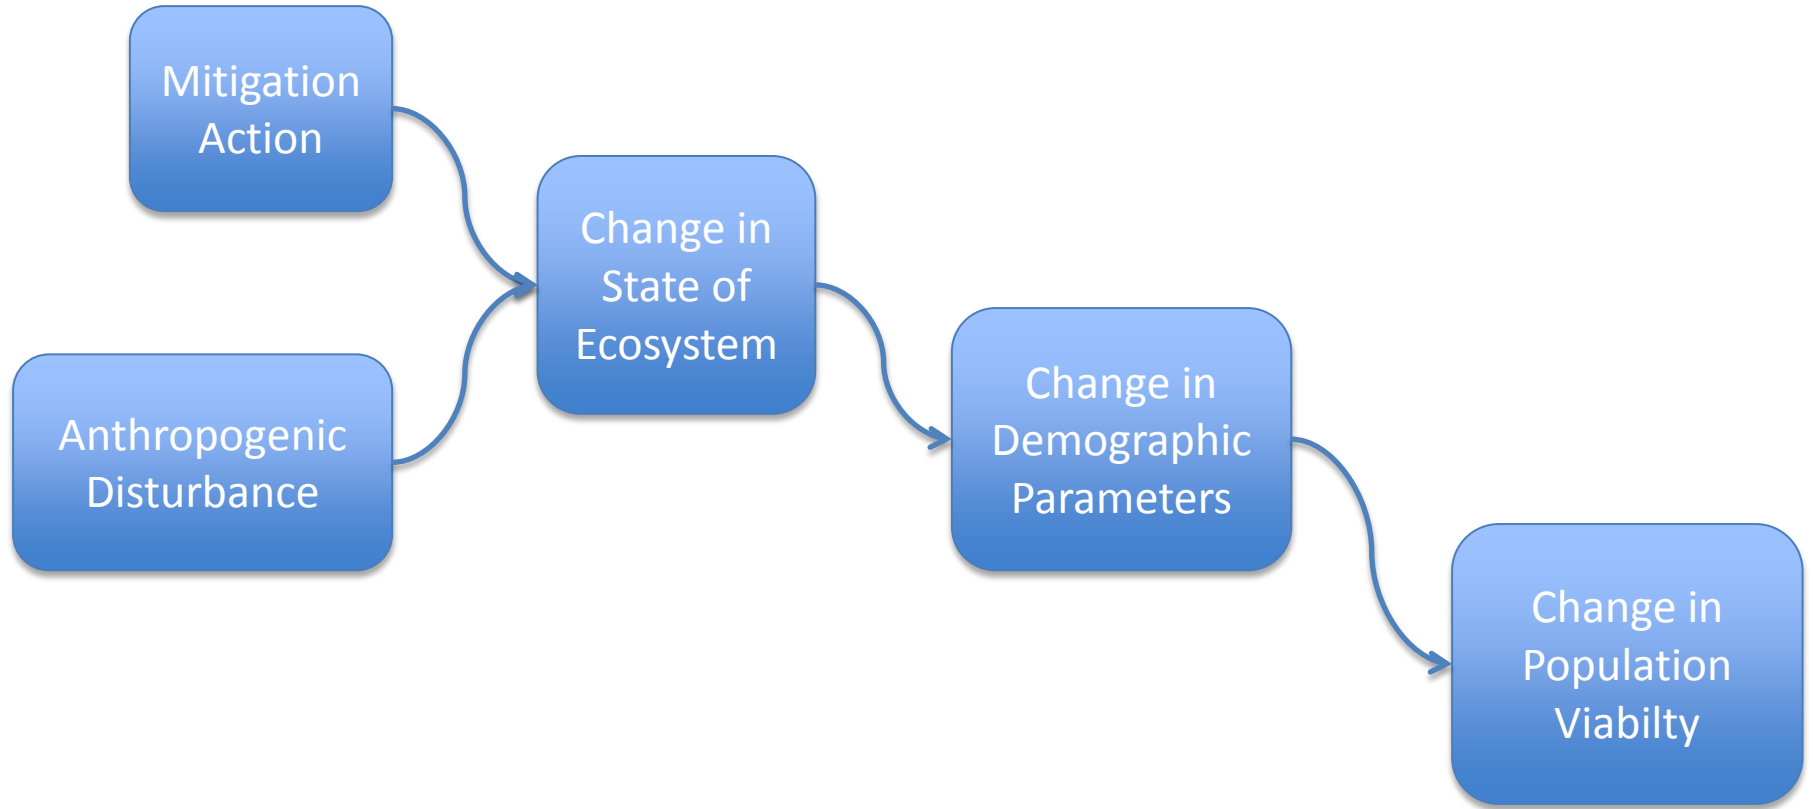 Mitigation
Action
Anthropogenic
Disturbance
Change in
State of
Ecosystem
Change in
Demographic
Parameters
Change in
Population
Viabilty